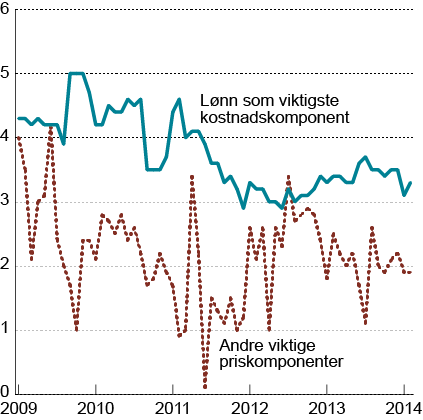 6
5
Lønn som viktigste
kostnadskomponent
4
3
2
1
Andre viktige
priskomponenter
0
2009 2010 2011 2012 2013 2014